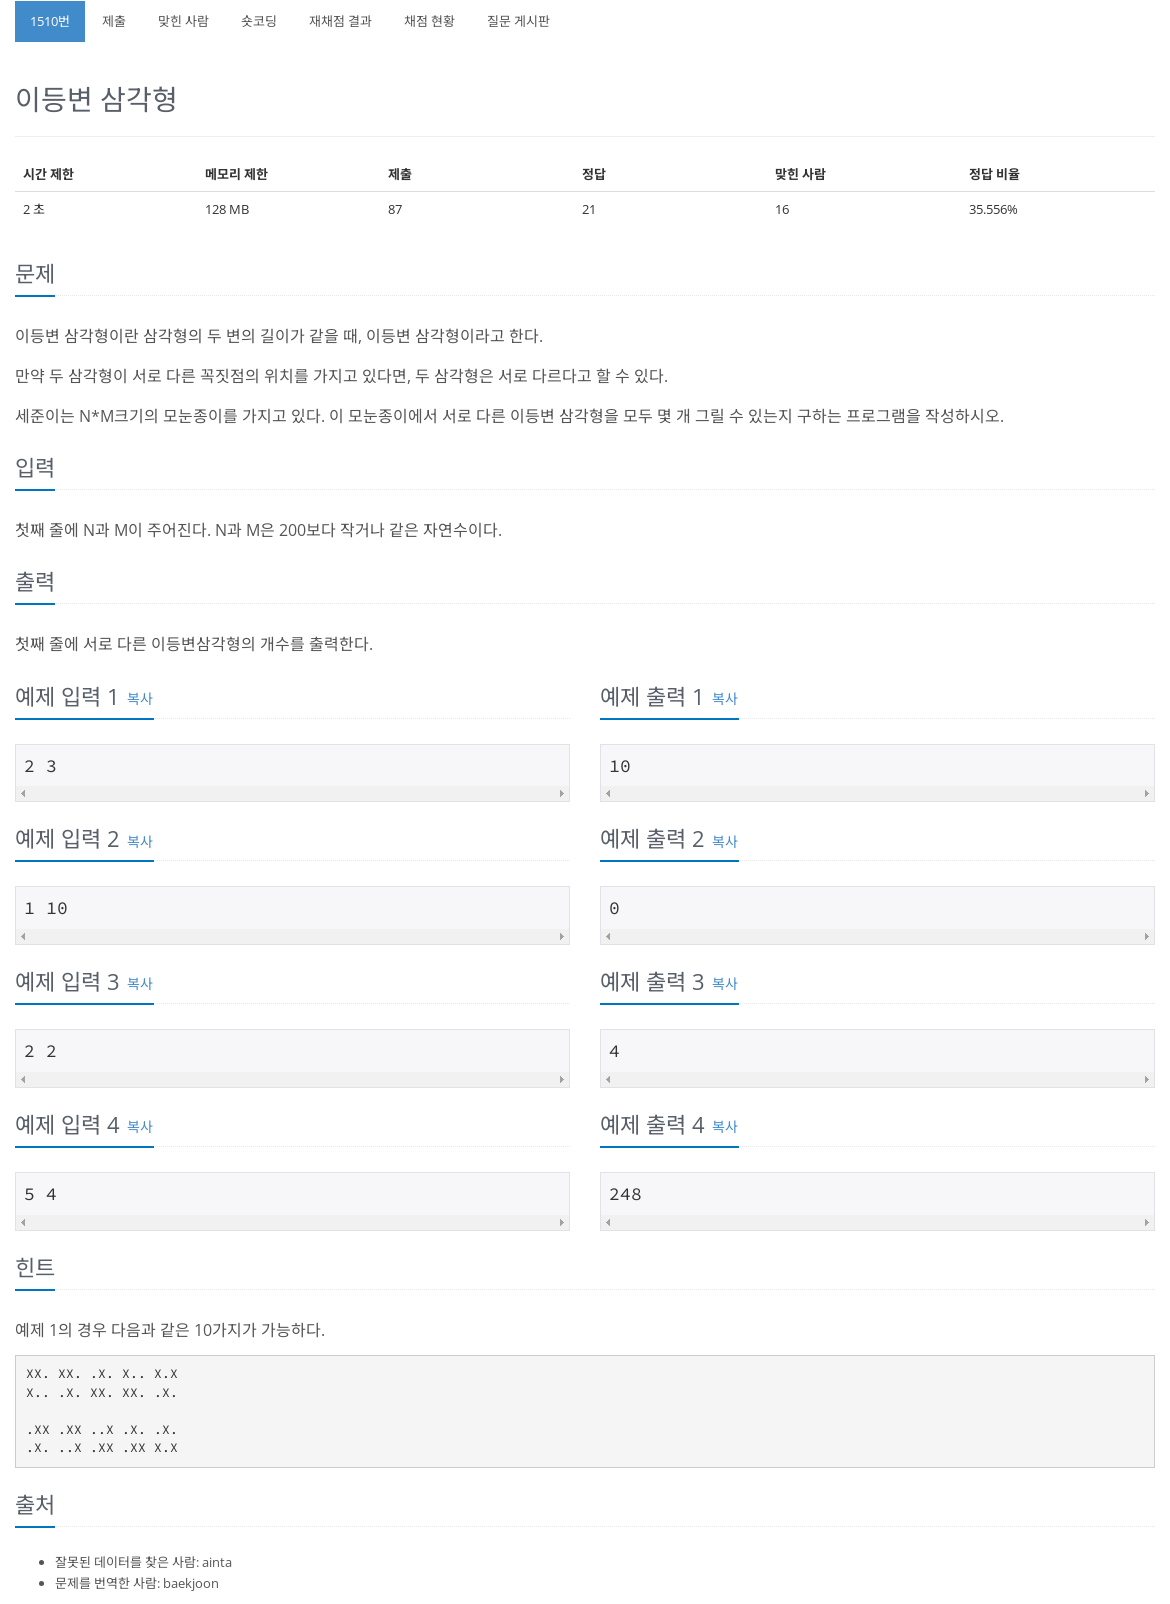 1510번 제출 맞힌 사람 숏코딩 재채점 결과 채점 현황 질문 게시판
이등변 삼각형
시간 제한 메모리 제한 제출 정답 맞힌 사람 정답 비율
2 초 128 MB 87 21 16 35.556%
문제
이등변 삼각형이란 삼각형의 두 변의 길이가 같을 때, 이등변 삼각형이라고 한다.
만약 두 삼각형이 서로 다른 꼭짓점의 위치를 가지고 있다면, 두 삼각형은 서로 다르다고 할 수 있다.
세준이는 N*M크기의 모눈종이를 가지고 있다. 이 모눈종이에서 서로 다른 이등변 삼각형을 모두 몇 개 그릴 수 있는지 구하는 프로그램을 작성하시오.
입력
첫째 줄에 N과 M이 주어진다. N과 M은 200보다 작거나 같은 자연수이다.
출력
첫째 줄에 서로 다른 이등변삼각형의 개수를 출력한다.
예제 입력 1 복사
2 3
예제 출력 1 복사
10
예제 입력 2 복사
1 10
예제 출력 2 복사
0
예제 입력 3 복사
2 2
예제 출력 3 복사
4
예제 입력 4 복사
5 4
예제 출력 4 복사
248
힌트
예제 1의 경우 다음과 같은 10가지가 가능하다.
xx. xx. .x. x.. x.x
x.. .x. xx. xx. .x.
.xx .xx ..x .x. .x.
.x. ..x .xx .xx x.x
출처
잘못된 데이터를 찾은 사람: ainta
문제를 번역한 사람: baekjoon